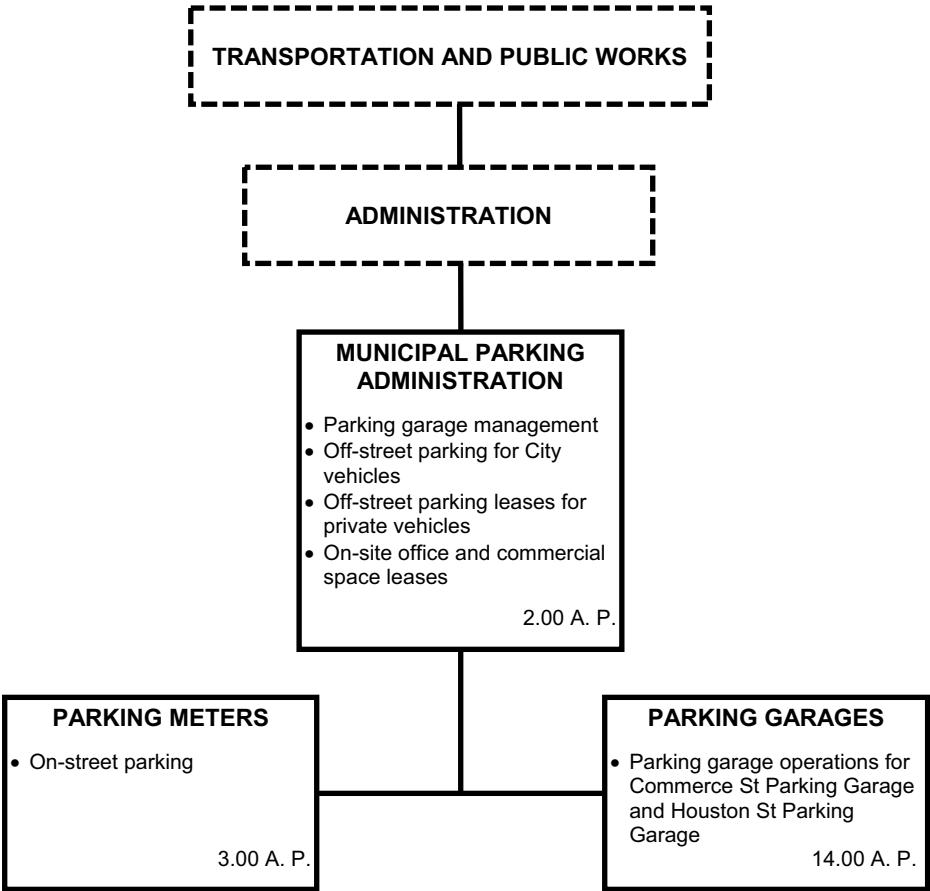 TRANSPORTATION AND PUBLIC WORKS
ADMINISTRATION
MUNICIPAL PARKING
ADMINISTRATION
• Parking garage management
• Off-street parking for City
vehicles
• Off-street parking leases for
private vehicles
• On-site office and commercial
space leases
2.00 A. P.
PARKING METERS
• On-street parking
3.00 A. P.
PARKING GARAGES
• Parking garage operations for
Commerce St Parking Garage
and Houston St Parking
Garage
14.00 A. P.